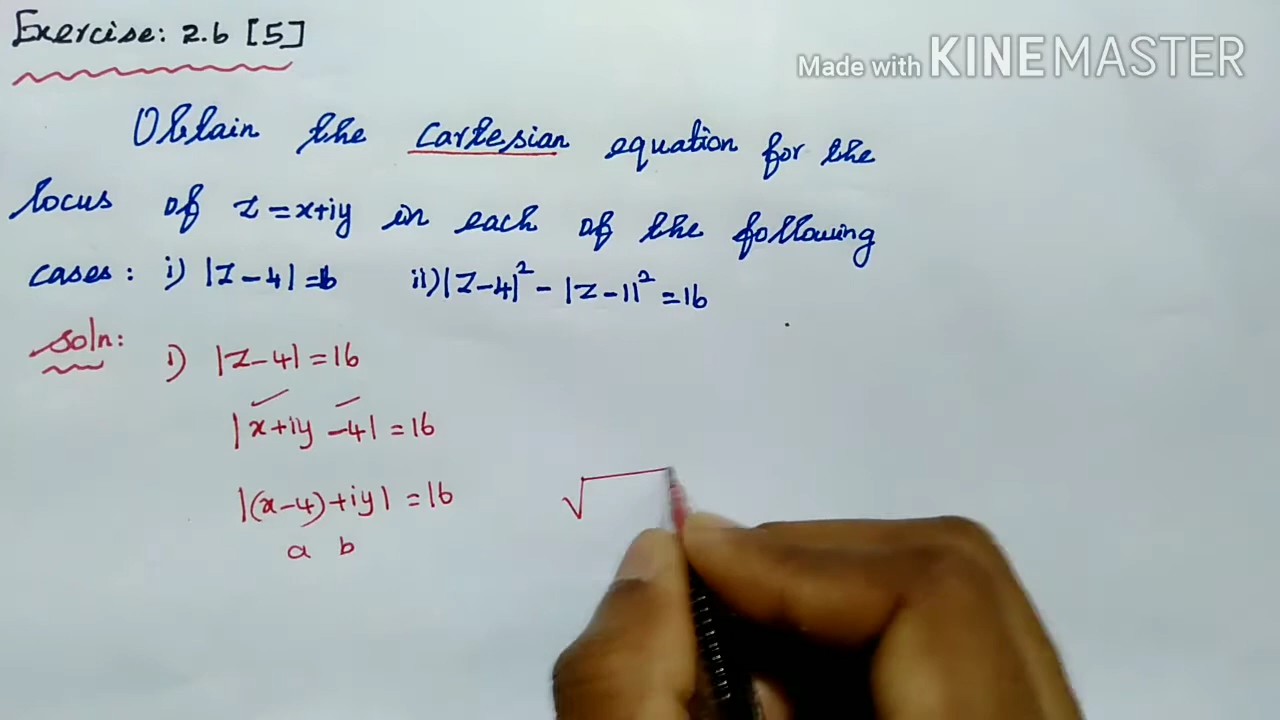 Exercise: 2.6 [5]
Made with KINEMASTER
Obtain the Cartesian equation for the
locus of z = x+iy in each of the following
cases: i) |z-4| = 16 ii) |z-4|² - |z-1|² = 16
Soln:
i) |z-4| = 16
|x+iy -4| = 16
|(x-4)+iy| = 16
√
a b